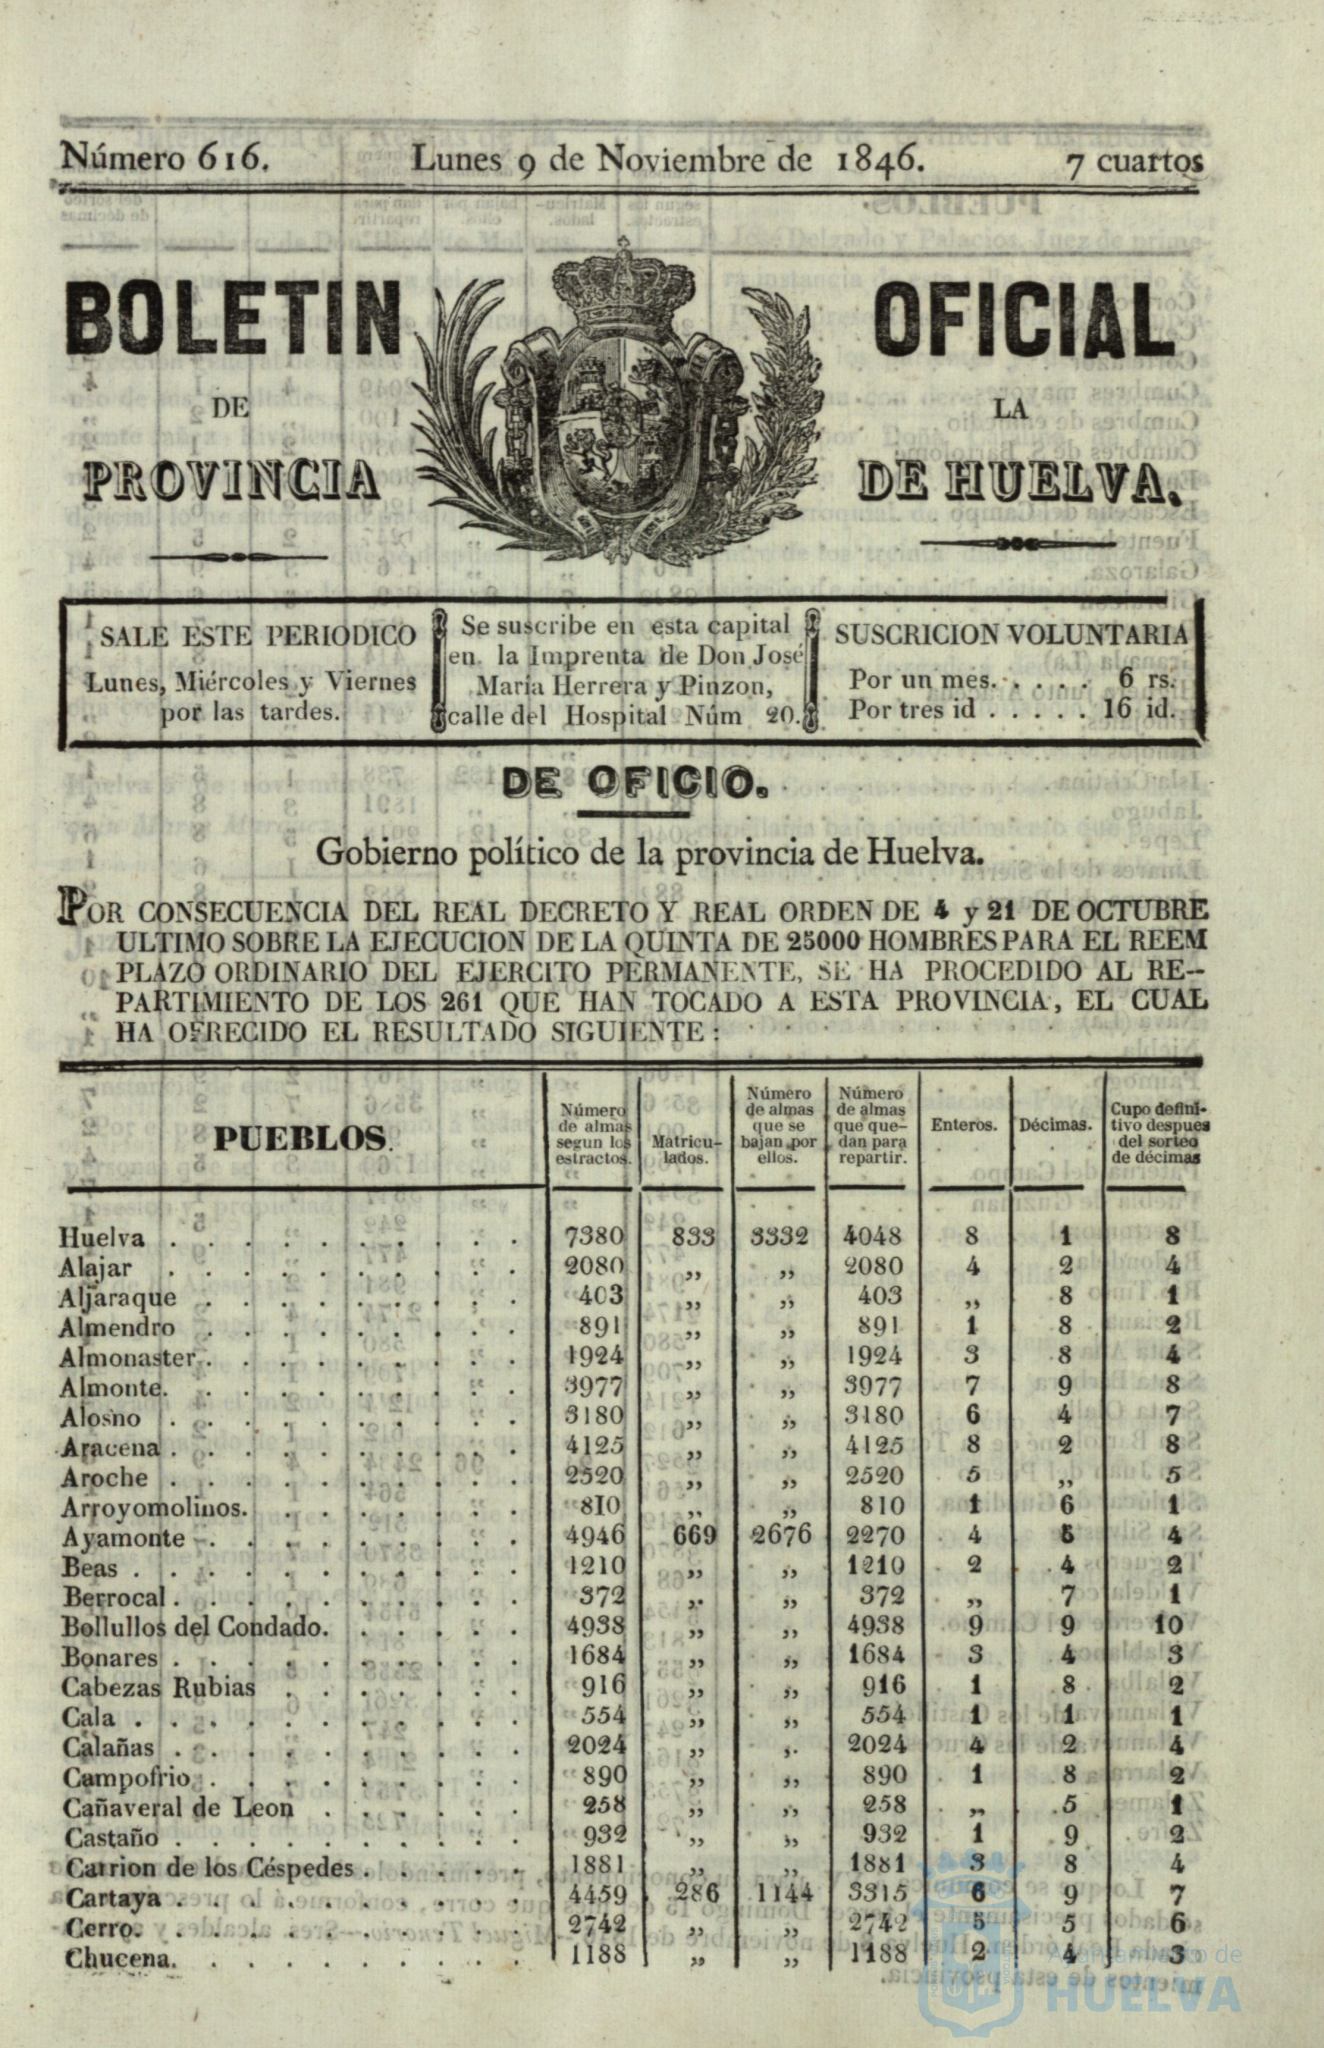 Número 616. Lunes 9 de Noviembre de 1846. 7 cuartos
BOLETIN OFICIAL
DE LA
PROVINCIA DE HUELVA.
SALE ESTE PERIODICO
Lunes, Miércoles y Viernes
por las tardes.
Se suscribe en esta capital
en la Imprenta de Don José
María Herrera y Pinzon,
calle del Hospital Núm 20.
SUSCRICION VOLUNTARIA
Por un mes. . . . . 6 rs.
Por tres id . . . . . 16 id.
DE OFICIO.
Gobierno político de la provincia de Huelva.
POR CONSECUENCIA DEL REAL DECRETO Y REAL ORDEN DE 4 y 21 DE OCTUBRE
ULTIMO SOBRE LA EJECUCION DE LA QUINTA DE 25000 HOMBRES PARA EL REEM
PLAZO ORDINARIO DEL EJERCITO PERMANENTE, SE HA PROCEDIDO AL RE-
PARTIMIENTO DE LOS 261 QUE HAN TOCADO A ESTA PROVINCIA, EL CUAL
HA OFRECIDO EL RESULTADO SIGUIENTE:
PUEBLOS.
Número
de almas
segun los
estractos.
Matricu-
lados.
Número
de almas
que se
bajan por
ellos.
Número
de almas
que que-
dan para
repartir.
Enteros.
Décimas.
Cupo defini-
tivo despues
del sorteo
de décimas
Huelva . . . . . . . . . . . 7380 833 3332 4048 8 1 8
Alajar . . . . . . . . . . . 2080 „ „ 2080 4 2 4
Aljaraque . . . . . . . . . 403 „ „ 403 „ 8 1
Almendro . . . . . . . . . 891 „ „ 891 1 8 2
Almonaster . . . . . . . . . 1924 „ „ 1924 3 8 4
Almonte. . . . . . . . . . 3977 „ „ 3977 7 9 8
Alosno . . . . . . . . . . 3180 „ „ 3180 6 4 7
Aracena . . . . . . . . . . 4125 „ „ 4125 8 2 8
Aroche . . . . . . . . . . 2520 „ „ 2520 5 „ 5
Arroyomolinos. . . . . . . . 810 „ „ 810 1 6 1
Ayamonte . . . . . . . . . 4946 669 2676 2270 4 5 4
Beas . . . . . . . . . . . 1210 „ „ 1210 2 4 2
Berrocal . . . . . . . . . . 372 „ „ 372 „ 7 1
Bollullos del Condado. . . . . . 4938 „ „ 4938 9 9 10
Bonares . . . . . . . . . . 1684 „ „ 1684 3 4 3
Cabezas Rubias . . . . . . . 916 „ „ 916 1 8 2
Cala . . . . . . . . . . . 554 „ „ 554 1 1 1
Calañas . . . . . . . . . . 2024 „ „ 2024 4 2 4
Campofrio . . . . . . . . . 890 „ „ 890 1 8 2
Cañaveral de Leon . . . . . . 258 „ „ 258 „ 5 1
Castaño . . . . . . . . . . 932 „ „ 932 1 9 2
Carrion de los Céspedes . . . . . 1881 „ „ 1881 3 8 4
Cartaya . . . . . . . . . . 4459 286 1144 3315 6 9 7
Cerro. . . . . . . . . . . 2742 „ „ 2742 5 5 6
Chucena. . . . . . . . . . 1188 „ „ 1188 2 4 3
Ayuntamiento de
HUELVA